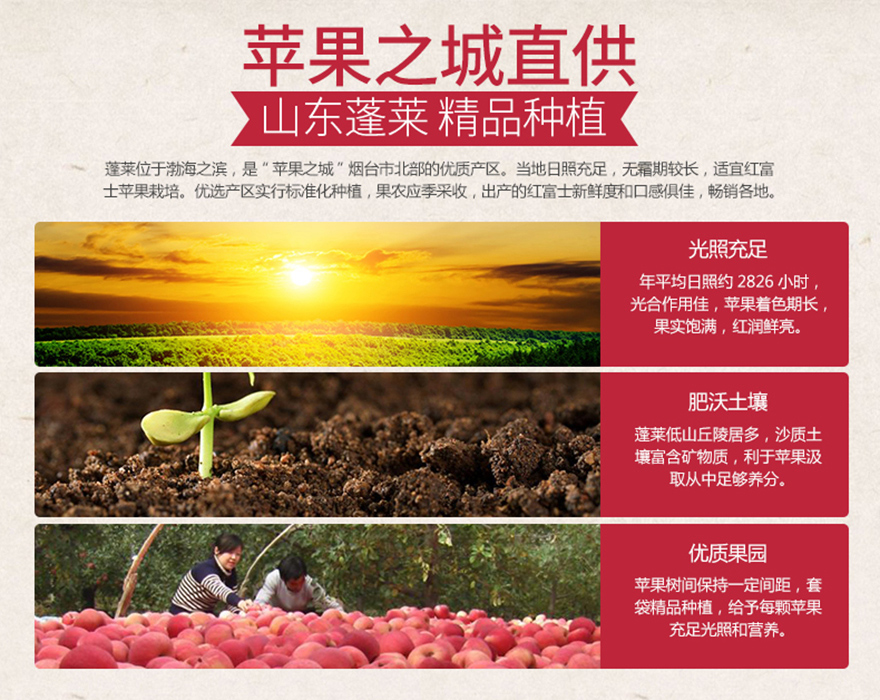 苹果之城直供
山东蓬莱 精品种植
蓬莱位于渤海之滨，是“苹果之城”烟台市北部的优质产区。当地日照充足，无霜期较长，适宜红富
士苹果栽培。优选产区实行标准化种植，果农应季采收，出产的红富士新鲜度和口感俱佳，畅销各地。
光照充足
年平均日照约 2826 小时，
光合作用佳，苹果着色期长，
果实饱满，红润鲜亮。
肥沃土壤
蓬莱低山丘陵居多，沙质土
壤富含矿物质，利于苹果汲
取从中足够养分。
优质果园
苹果树间保持一定间距，套
袋精品种植，给予每颗苹果
充足光照和营养。